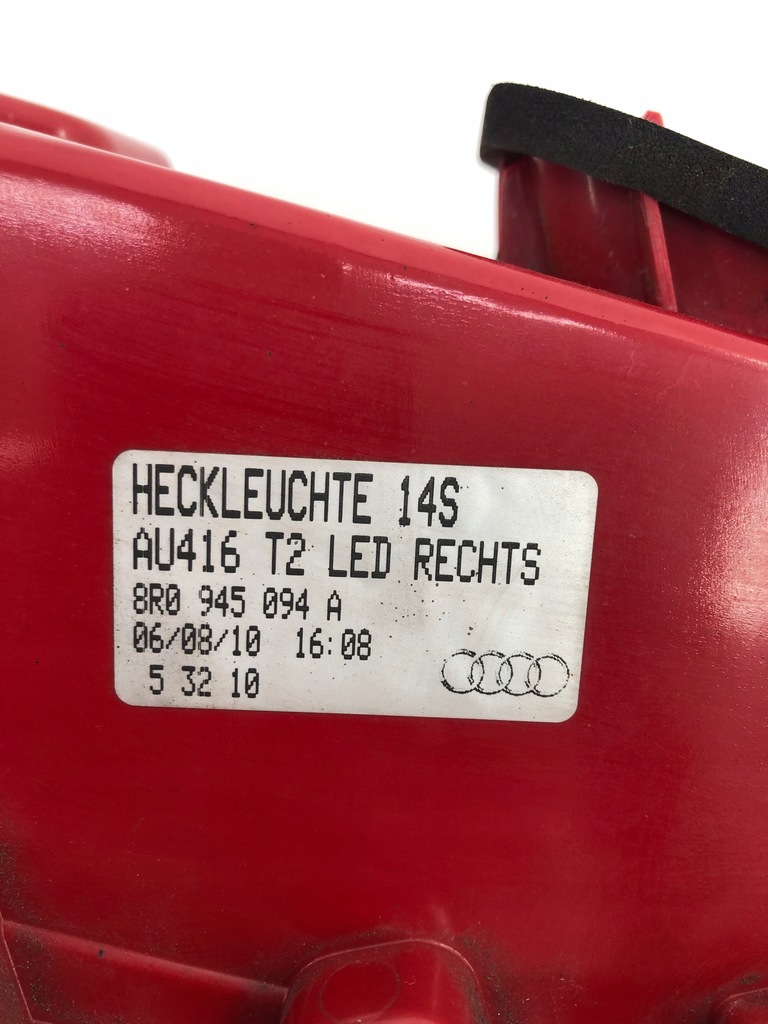 HECKLEUCHTE 14S
AU416 T2 LED RECHTS
8R0 945 094 A
06/08/10 16:08
5 32 10